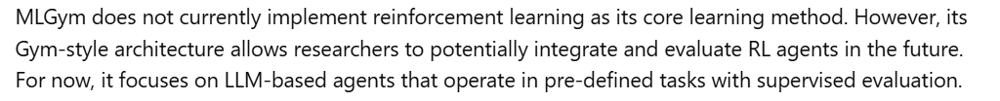 MLGym does not currently implement reinforcement learning as its core learning method. However, its
Gym-style architecture allows researchers to potentially integrate and evaluate RL agents in the future.
For now, it focuses on LLM-based agents that operate in pre-defined tasks with supervised evaluation.